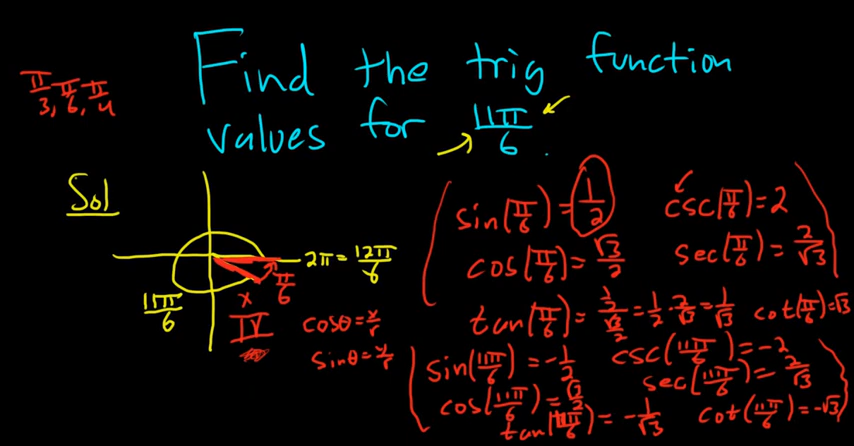 Find the trig function
values for 11π/6.
π/3, π/6, π/4
Sol
2π = 12π/6
π/6
11π/6
x
IV
cosθ = x/r
sinθ = y/r
sin(π/6) = 1/2 csc(π/6) = 2
cos(π/6) = √3/2 sec(π/6) = 2/√3
tan(π/6) = (1/2)/(√3/2) = 1/2 · 2/√3 = 1/√3 cot(π/6) = √3
sin(11π/6) = -1/2 csc(11π/6) = -2
cos(11π/6) = √3/2 sec(11π/6) = 2/√3
tan(11π/6) = -1/√3 cot(11π/6) = -√3